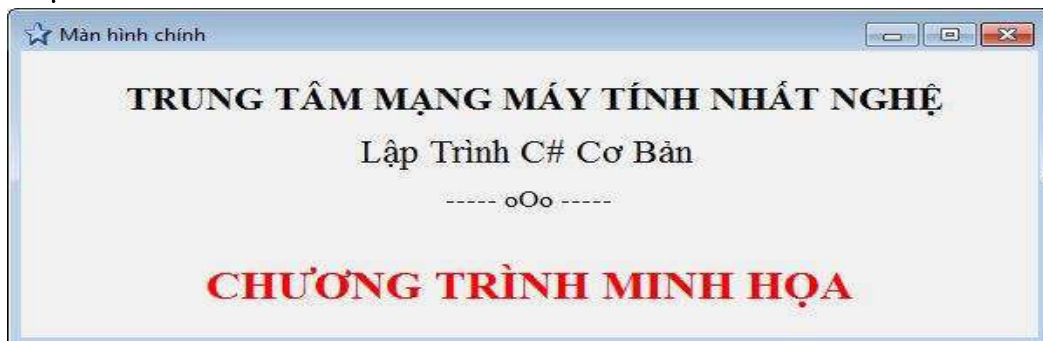 Màn hình chính
TRUNG TÂM MẠNG MÁY TÍNH NHẤT NGHỆ
Lập Trình C# Cơ Bản
----- oOo -----
CHƯƠNG TRÌNH MINH HỌA